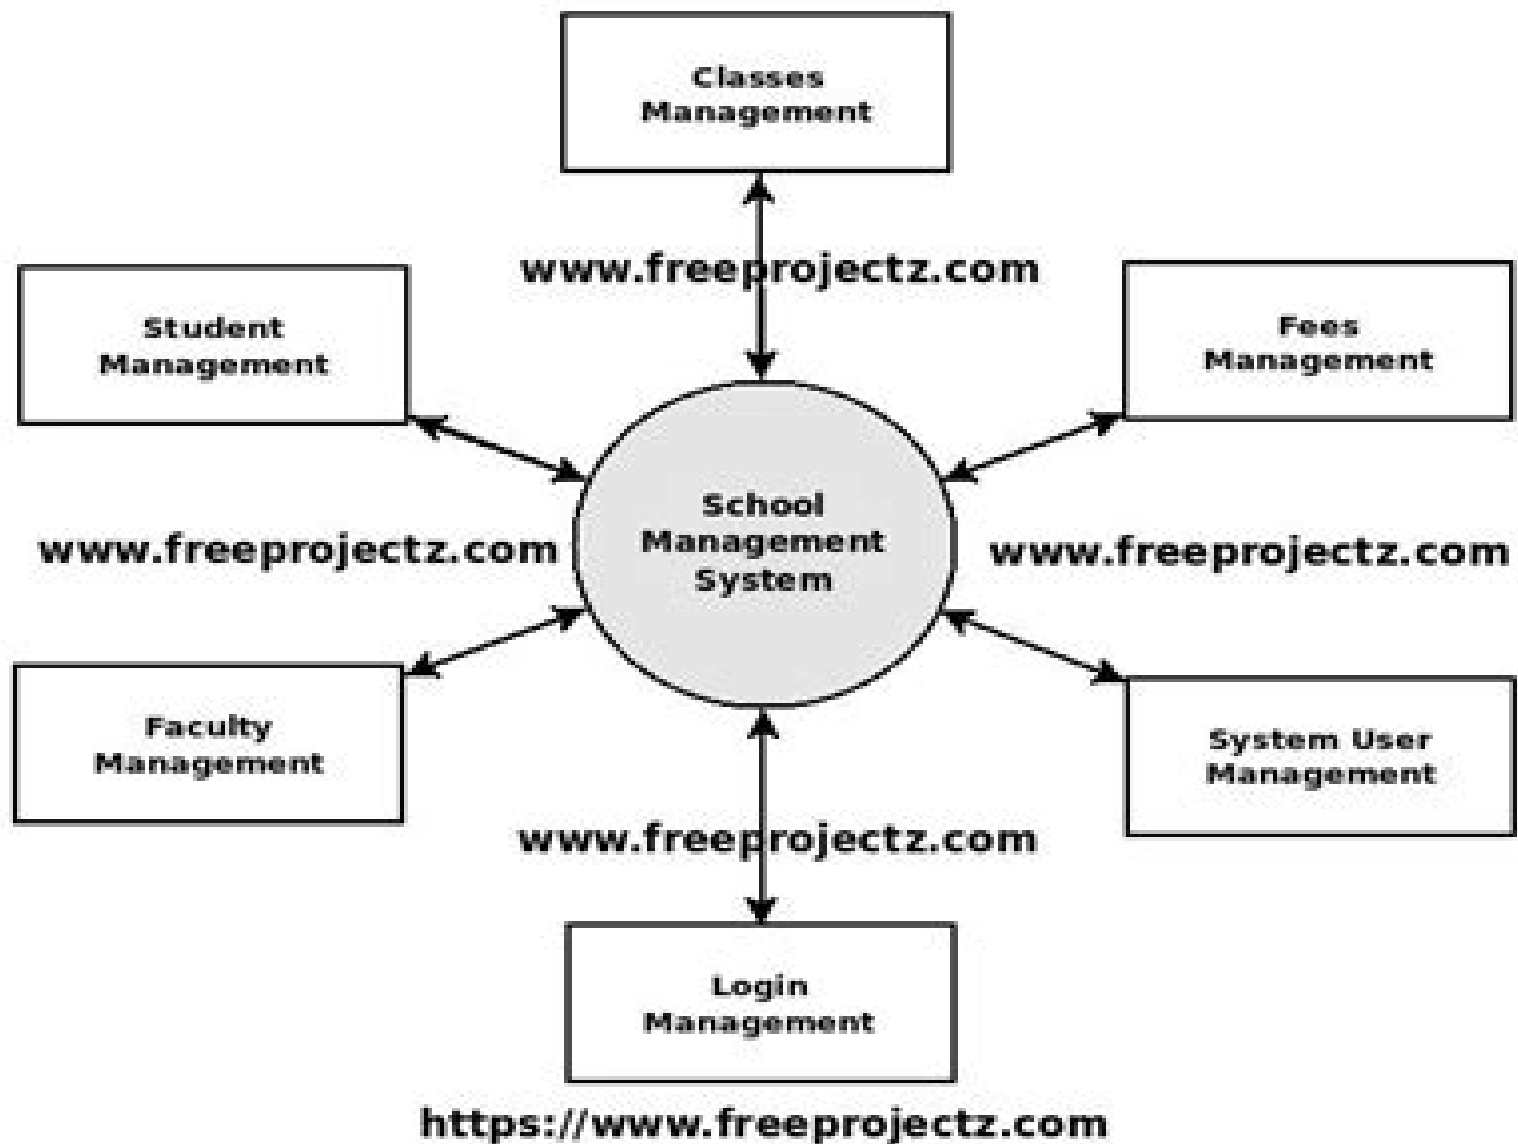 Classes
Management
www.freeprojectz.com
Student
Management
Fees
Management
School
Management
System
www.freeprojectz.com
www.freeprojectz.com
Faculty
Management
System User
Management
www.freeprojectz.com
Login
Management
https://www.freeprojectz.com